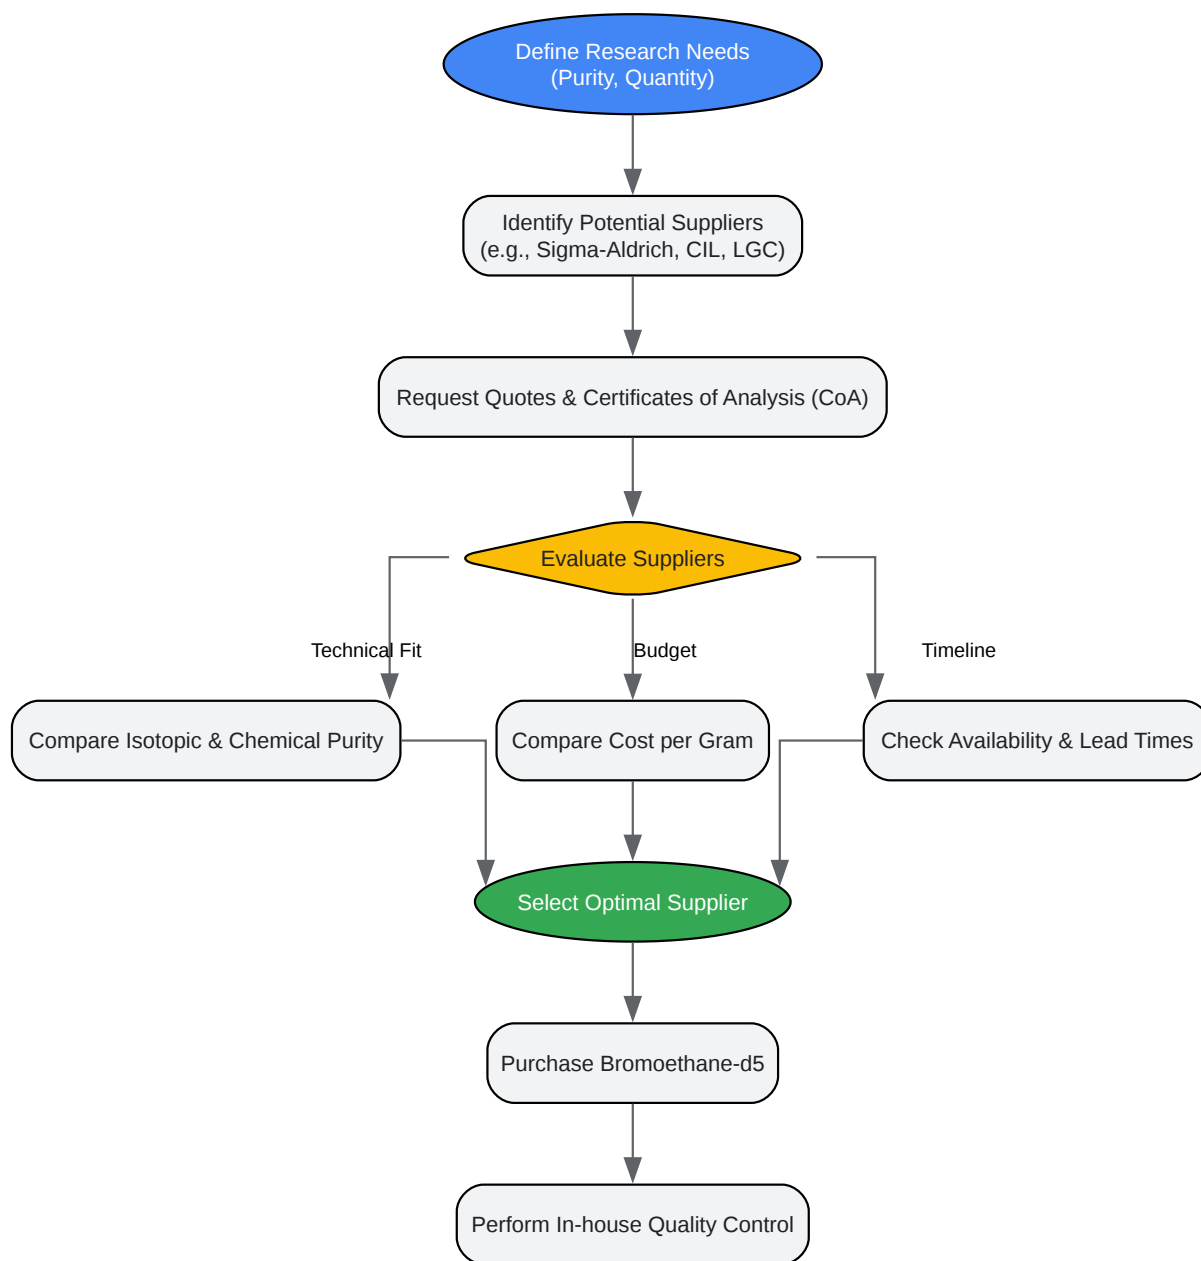 Define Research Needs
(Purity, Quantity)
Identify Potential Suppliers
(e.g., Sigma-Aldrich, CIL, LGC)
Request Quotes & Certificates of Analysis (CoA)
Evaluate Suppliers
Technical Fit
Budget
Timeline
Compare Isotopic & Chemical Purity
Compare Cost per Gram
Check Availability & Lead Times
Select Optimal Supplier
Purchase Bromoethane-d5
Perform In-house Quality Control